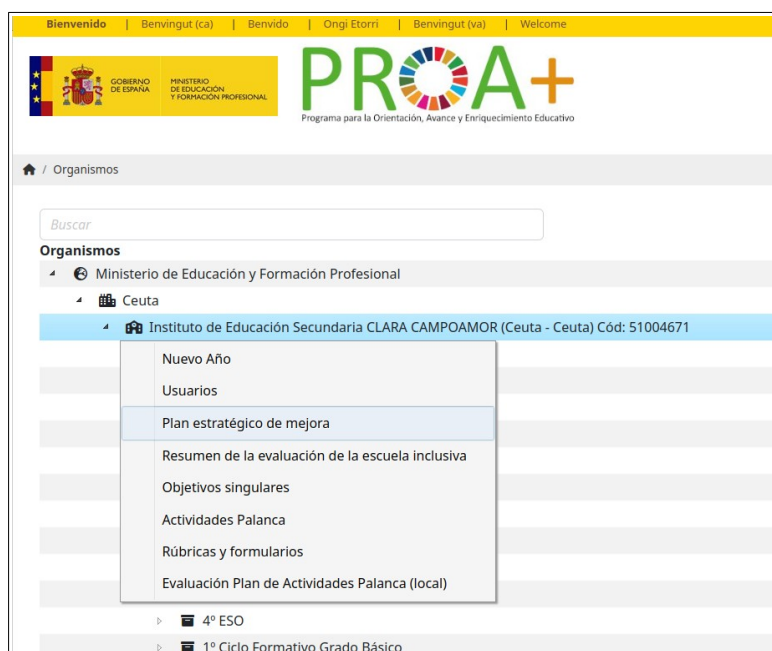 Bienvenido | Benvingut (ca) | Benvido | Ongi Etorri | Benvingut (va) | Welcome
GOBIERNO DE ESPAÑA
MINISTERIO DE EDUCACIÓN Y FORMACIÓN PROFESIONAL
PROA+
Programa para la Orientación, Avance y Enriquecimiento Educativo
/ Organismos
Buscar
Organismos
Ministerio de Educación y Formación Profesional
Ceuta
Instituto de Educación Secundaria CLARA CAMPOAMOR (Ceuta - Ceuta) Cód: 51004671
Nuevo Año
Usuarios
Plan estratégico de mejora
Resumen de la evaluación de la escuela inclusiva
Objetivos singulares
Actividades Palanca
Rúbricas y formularios
Evaluación Plan de Actividades Palanca (local)
4º ESO
1º Ciclo Formativo Grado Básico